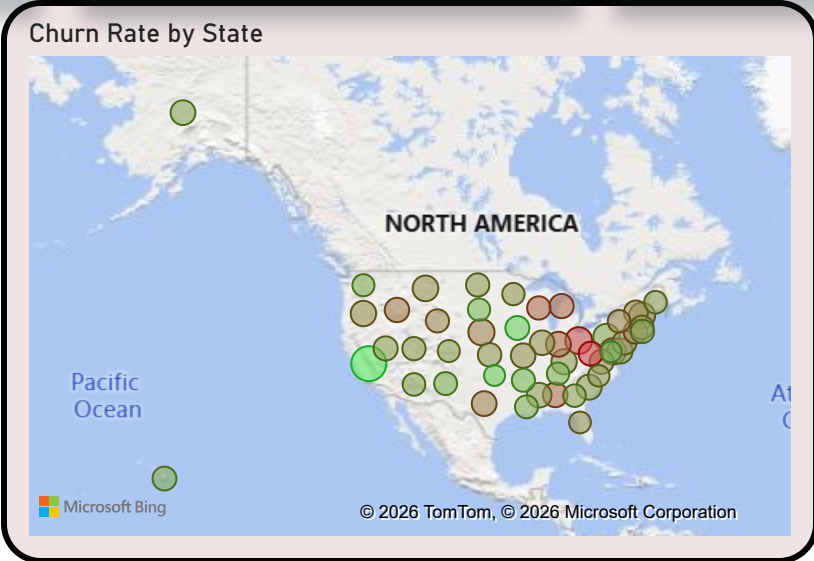 Churn Rate by State
NORTH AMERICA
Pacific
Ocean
At
Microsoft Bing
© 2026 TomTom, © 2026 Microsoft Corporation